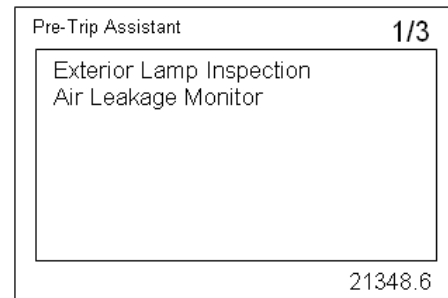 Pre-Trip Assistant 1/3
Exterior Lamp Inspection
Air Leakage Monitor
21348.6